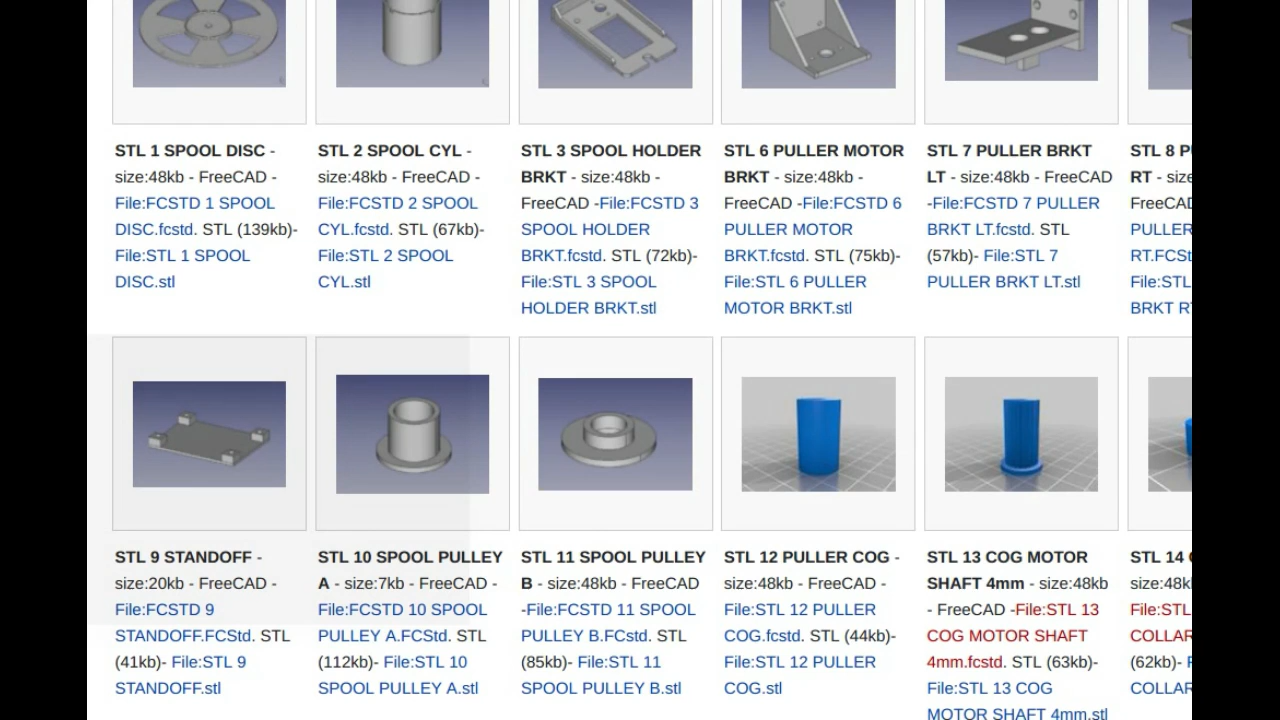 STL 1 SPOOL DISC -
size:48kb - FreeCAD -
File:FCSTD 1 SPOOL
DISC.fcstd. STL (139kb)-
File:STL 1 SPOOL
DISC.stl
STL 2 SPOOL CYL -
size:48kb - FreeCAD -
File:FCSTD 2 SPOOL
CYL.fcstd. STL (67kb)-
File:STL 2 SPOOL
CYL.stl
STL 3 SPOOL HOLDER
BRKT - size:48kb -
FreeCAD -File:FCSTD 3
SPOOL HOLDER
BRKT.fcstd. STL (72kb)-
File:STL 3 SPOOL
HOLDER BRKT.stl
STL 6 PULLER MOTOR
BRKT - size:48kb -
FreeCAD -File:FCSTD 6
PULLER MOTOR
BRKT.fcstd. STL (75kb)-
File:STL 6 PULLER
MOTOR BRKT.stl
STL 7 PULLER BRKT
LT - size:48kb - FreeCAD
-File:FCSTD 7 PULLER
BRKT LT.fcstd. STL
(57kb)- File:STL 7
PULLER BRKT LT.stl
STL 8
RT -
PULLER
File:STL
BRKT
STL 9 STANDOFF -
size:20kb - FreeCAD -
File:FCSTD 9
STANDOFF.FCStd. STL
(41kb)- File:STL 9
STANDOFF.stl
STL 10 SPOOL PULLEY
A - size:7kb - FreeCAD -
File:FCSTD 10 SPOOL
PULLEY A.FCStd. STL
(112kb)- File:STL 10
SPOOL PULLEY A.stl
STL 11 SPOOL PULLEY
B - size:48kb - FreeCAD
-File:FCSTD 11 SPOOL
PULLEY B.FCstd. STL
(85kb)- File:STL 11
SPOOL PULLEY B.stl
STL 12 PULLER COG -
size:48kb - FreeCAD -
File:STL 12 PULLER
COG.fcstd. STL (44kb)-
File:STL 12 PULLER
COG.stl
STL 13 COG MOTOR
SHAFT 4mm - size:48kb
- FreeCAD -File:STL 13
COG MOTOR SHAFT
4mm.fcstd. STL (63kb)-
File:STL 13 COG
MOTOR SHAFT 4mm.stl
STL 14
File:STL
COLLAR
(62kb)-
COLLAR